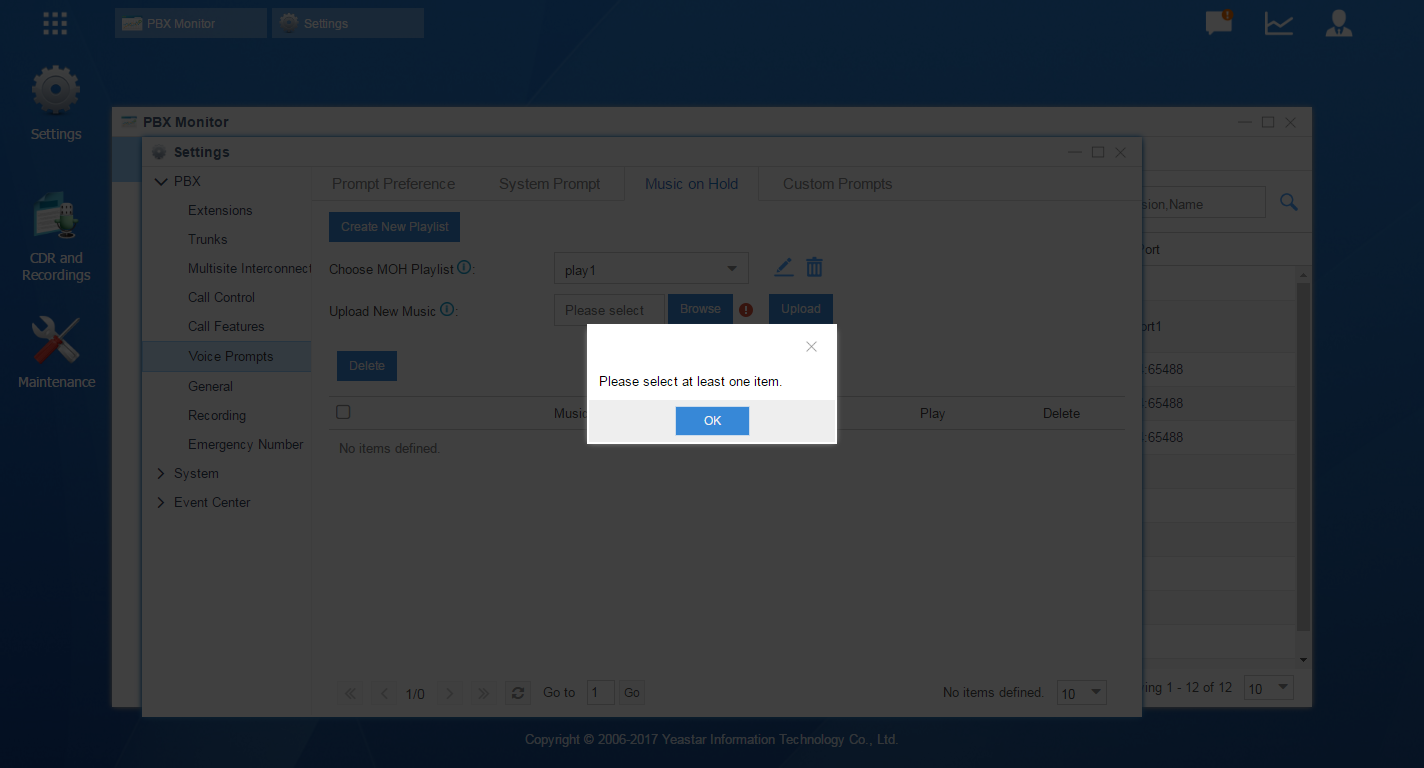 PBX Monitor
Settings
Settings
CDR and
Recordings
Maintenance
PBX Monitor
Settings
PBX
Extensions
Trunks
Multisite Interconnect
Call Control
Call Features
Voice Prompts
General
Recording
Emergency Number
System
Event Center
Prompt Preference
System Prompt
Music on Hold
Custom Prompts
Create New Playlist
Choose MOH Playlist :
play1
Upload New Music :
Please select
Browse
Upload
Delete
Music
Play
Delete
No items defined.
Please select at least one item.
OK
1/0
Go to
1
Go
No items defined.
10
sion,Name
Port
ort1
:65488
:65488
:65488
ing 1 - 12 of 12
10
Copyright © 2006-2017 Yeastar Information Technology Co., Ltd.